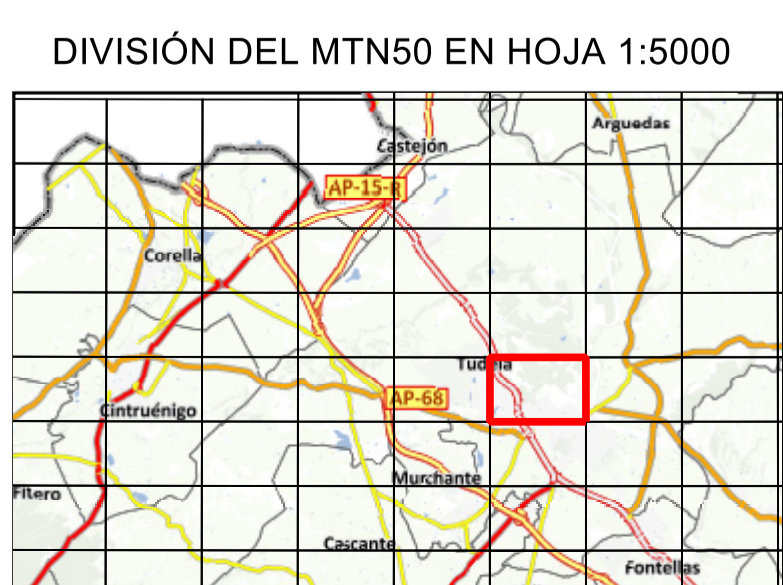 DIVISIÓN DEL MTN50 EN HOJA 1:5000
Arguedas
Castejón
AP-15-R
Corella
Tudela
AP-68
Cintruénigo
Murchante
Fitero
Cascante
Fontellas